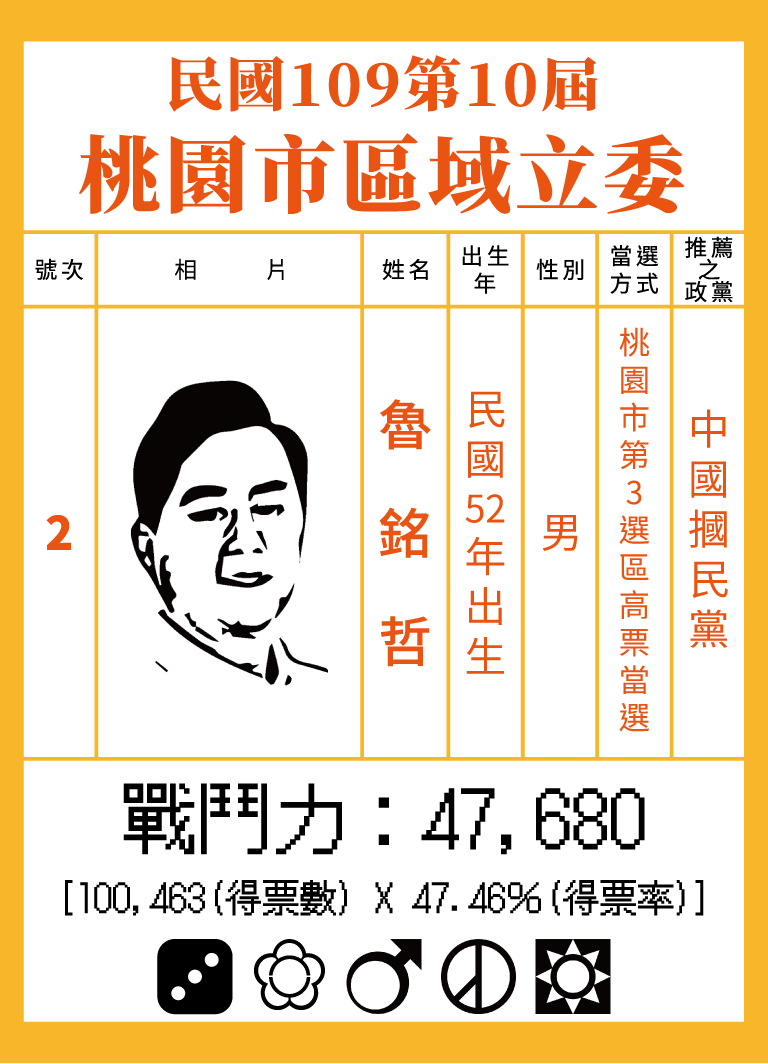 民國109第10屆
桃園市區域立委
號次
相 片
姓名
出生年
性別
當選方式
推薦之政黨
2
魯銘哲
民國52年出生
男
桃園市第3選區高票當選
中國摑民黨
戰鬥力：47,680
[100,463(得票數) X 47.46%(得票率)]